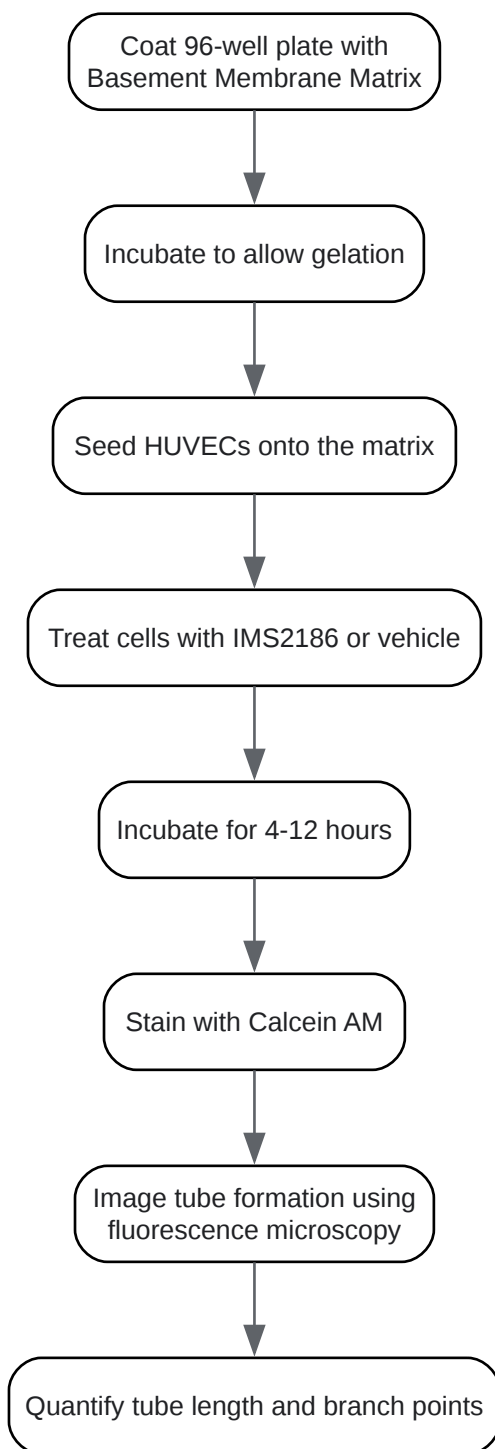 Coat 96-well plate with
Basement Membrane Matrix
Incubate to allow gelation
Seed HUVECs onto the matrix
Treat cells with IMS2186 or vehicle
Incubate for 4-12 hours
Stain with Calcein AM
Image tube formation using
fluorescence microscopy
Quantify tube length and branch points